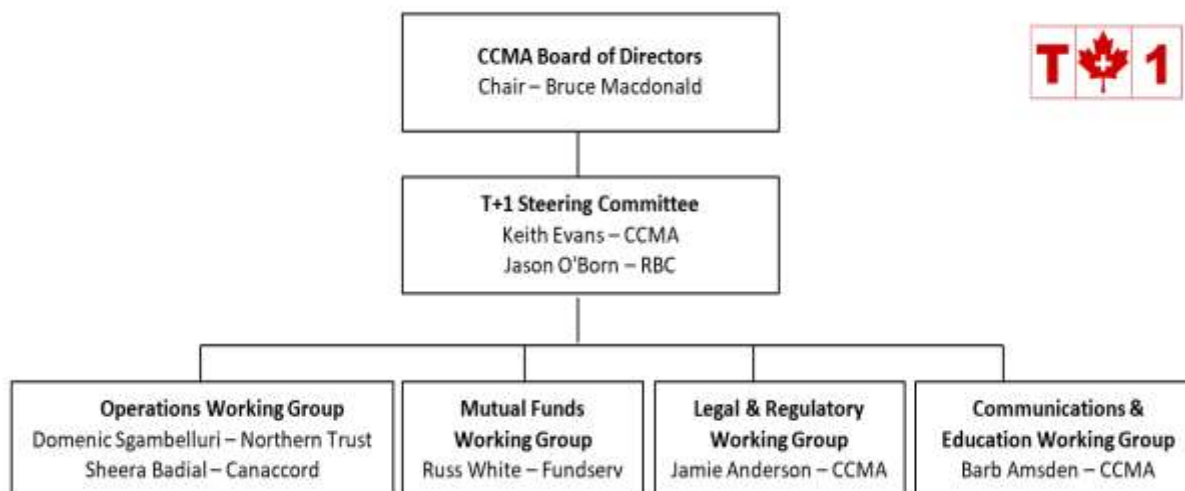 CCMA Board of Directors
Chair – Bruce Macdonald
T 1
T+1 Steering Committee
Keith Evans – CCMA
Jason O'Born – RBC
Operations Working Group
Domenic Sgambelluri – Northern Trust
Sheera Badial – Canaccord
Mutual Funds
Working Group
Russ White – Fundserv
Legal & Regulatory
Working Group
Jamie Anderson – CCMA
Communications &
Education Working Group
Barb Amsden – CCMA